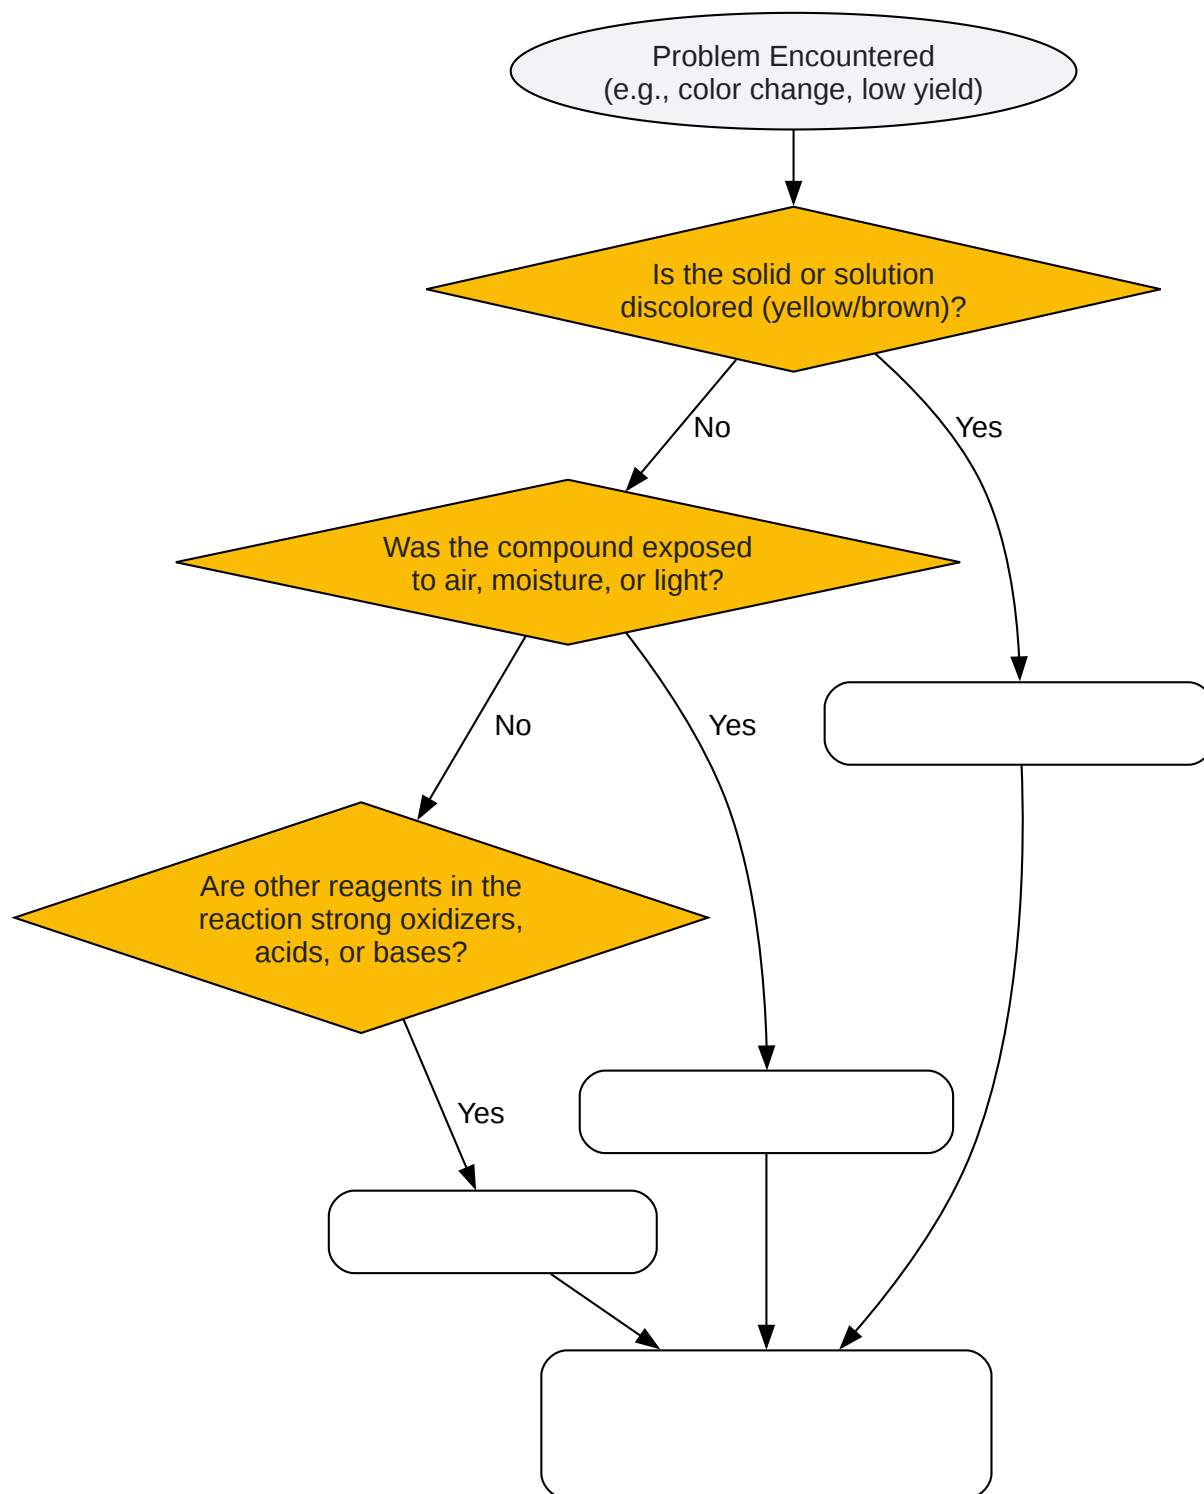 Problem Encountered
(e.g., color change, low yield)
Is the solid or solution
discolored (yellow/brown)?
No
Yes
Was the compound exposed
to air, moisture, or light?
No
Yes
Are other reagents in the
reaction strong oxidizers,
acids, or bases?
Yes